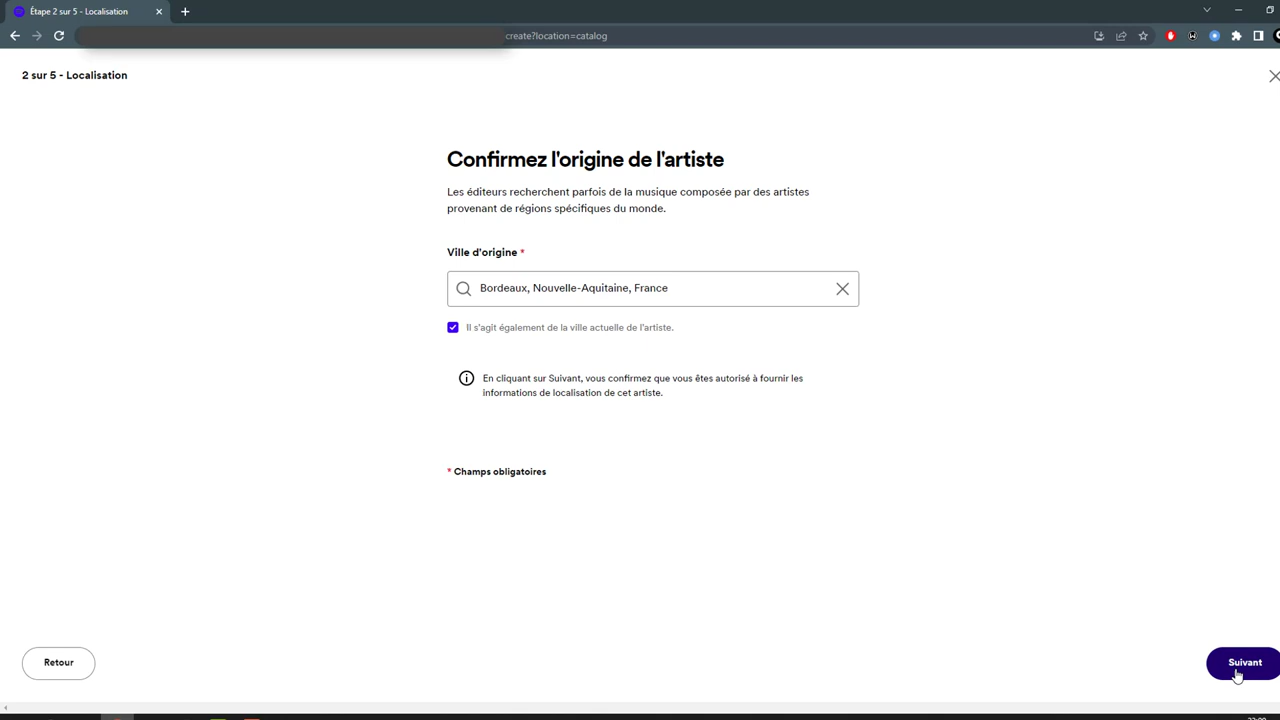 Étape 2 sur 5 - Localisation
create?location=catalog
2 sur 5 - Localisation
Confirmez l'origine de l'artiste
Les éditeurs recherchent parfois de la musique composée par des artistes
provenant de régions spécifiques du monde.
Ville d'origine *
Bordeaux, Nouvelle-Aquitaine, France
Il s'agit également de la ville actuelle de l'artiste.
En cliquant sur Suivant, vous confirmez que vous êtes autorisé à fournir les
informations de localisation de cet artiste.
* Champs obligatoires
Retour
Suivant